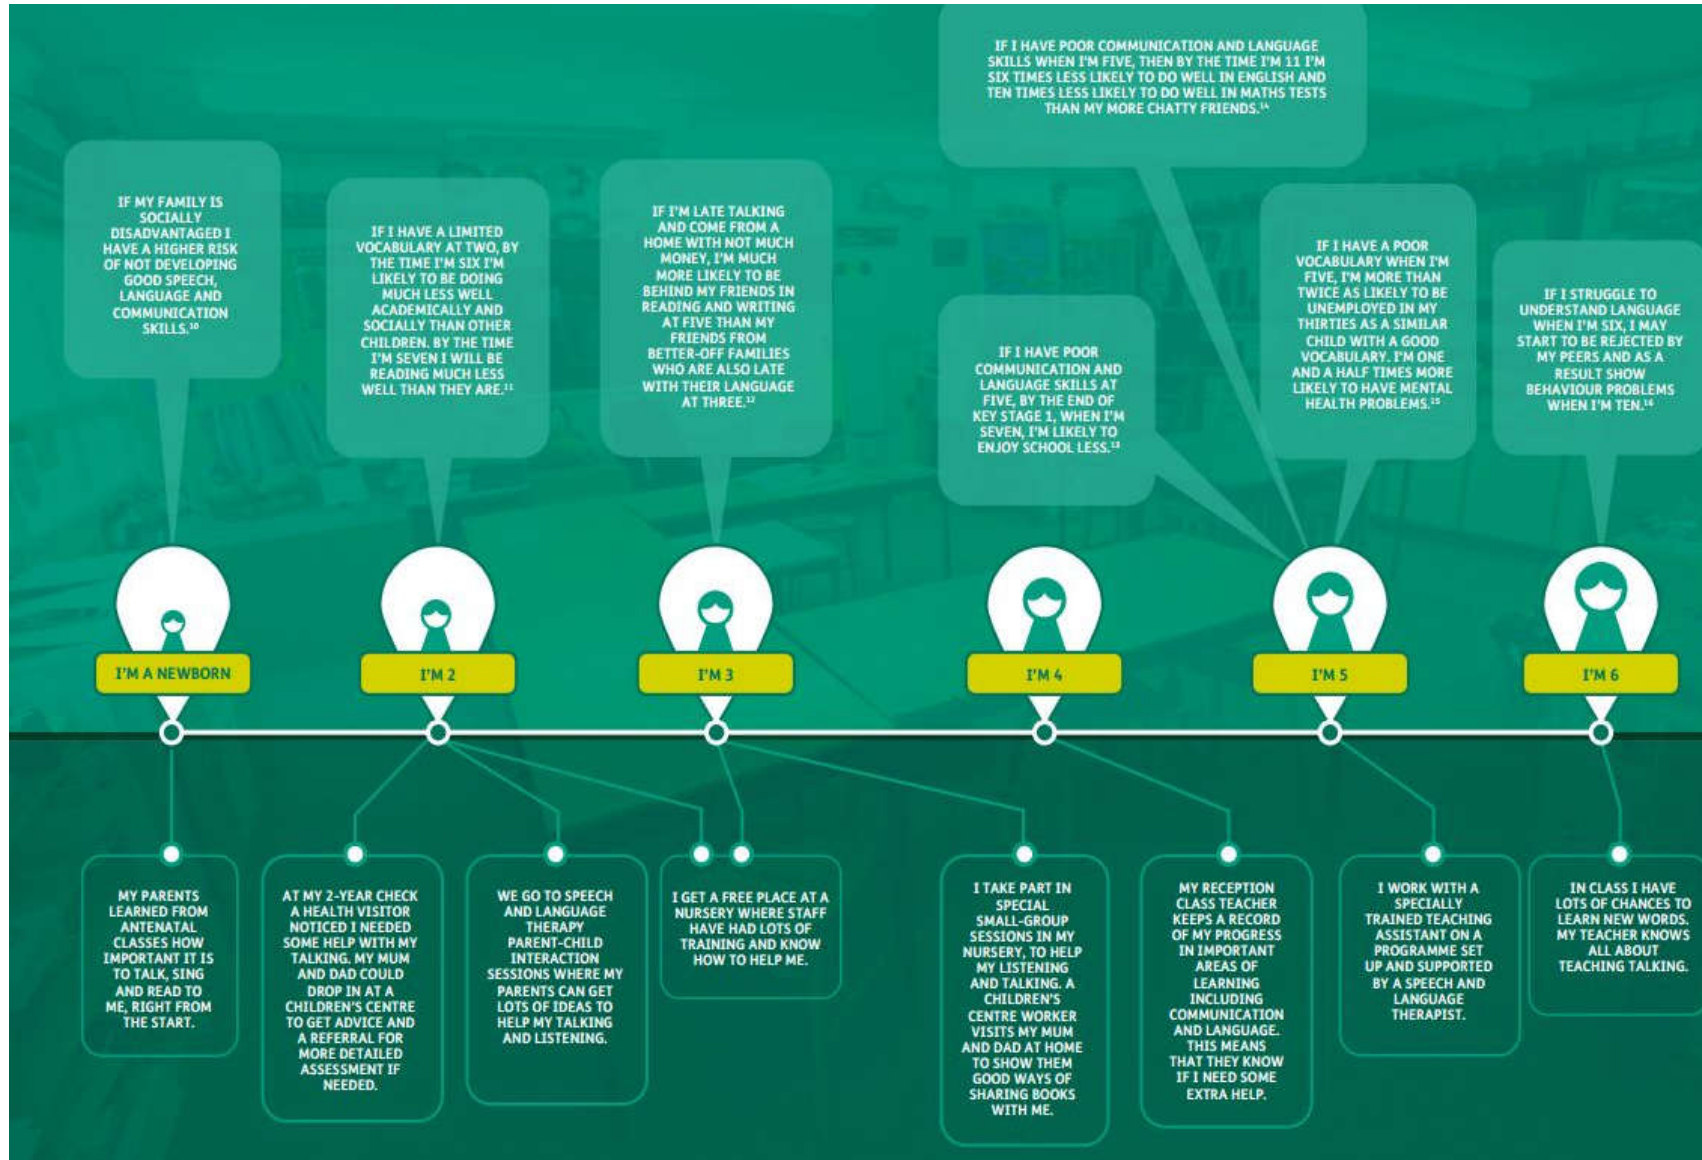 IF MY FAMILY IS
SOCIALLY
DISADVANTAGED I
HAVE A HIGHER RISK
OF NOT DEVELOPING
GOOD SPEECH,
LANGUAGE AND
COMMUNICATION
SKILLS.¹⁰
IF I HAVE A LIMITED
VOCABULARY AT TWO, BY
THE TIME I'M SIX I'M
LIKELY TO BE DOING
MUCH LESS WELL
ACADEMICALLY AND
SOCIALLY THAN OTHER
CHILDREN. BY THE TIME
I'M SEVEN I WILL BE
READING MUCH LESS
WELL THAN THEY ARE.¹¹
IF I'M LATE TALKING
AND COME FROM A
HOME WITH NOT MUCH
MONEY, I'M MUCH
MORE LIKELY TO BE
BEHIND MY FRIENDS IN
READING AND WRITING
AT FIVE THAN MY
FRIENDS FROM
BETTER-OFF FAMILIES
WHO ARE ALSO LATE
WITH THEIR LANGUAGE
AT THREE.¹²
IF I HAVE POOR
COMMUNICATION AND
LANGUAGE SKILLS AT
FIVE, BY THE END OF
KEY STAGE 1, WHEN I'M
SEVEN, I'M LIKELY TO
ENJOY SCHOOL LESS.¹³
IF I HAVE POOR COMMUNICATION AND LANGUAGE
SKILLS WHEN I'M FIVE, THEN BY THE TIME I'M 11 I'M
SIX TIMES LESS LIKELY TO DO WELL IN ENGLISH AND
TEN TIMES LESS LIKELY TO DO WELL IN MATHS TESTS
THAN MY MORE CHATTY FRIENDS.¹⁴
IF I HAVE A POOR
VOCABULARY WHEN I'M
FIVE, I'M MORE THAN
TWICE AS LIKELY TO BE
UNEMPLOYED IN MY
THIRTIES AS A SIMILAR
CHILD WITH A GOOD
VOCABULARY. I'M ONE
AND A HALF TIMES MORE
LIKELY TO HAVE MENTAL
HEALTH PROBLEMS.¹⁵
IF I STRUGGLE TO
UNDERSTAND LANGUAGE
WHEN I'M SIX, I MAY
START TO BE REJECTED BY
MY PEERS AND AS A
RESULT SHOW
BEHAVIOUR PROBLEMS
WHEN I'M TEN.¹⁶
I'M A NEWBORN
I'M 2
I'M 3
I'M 4
I'M 5
I'M 6
MY PARENTS
LEARNED FROM
ANTENATAL
CLASSES HOW
IMPORTANT IT IS
TO TALK, SING
AND READ TO
ME, RIGHT FROM
THE START.
AT MY 2-YEAR CHECK
A HEALTH VISITOR
NOTICED I NEEDED
SOME HELP WITH MY
TALKING. MY MUM
AND DAD COULD
DROP IN AT A
CHILDREN'S CENTRE
TO GET ADVICE AND
A REFERRAL FOR
MORE DETAILED
ASSESSMENT IF
NEEDED.
WE GO TO SPEECH
AND LANGUAGE
THERAPY
PARENT-CHILD
INTERACTION
SESSIONS WHERE MY
PARENTS CAN GET
LOTS OF IDEAS TO
HELP MY TALKING
AND LISTENING.
I GET A FREE PLACE AT A
NURSERY WHERE STAFF
HAVE HAD LOTS OF
TRAINING AND KNOW
HOW TO HELP ME.
I TAKE PART IN
SPECIAL
SMALL-GROUP
SESSIONS IN MY
NURSERY, TO HELP
MY LISTENING
AND TALKING. A
CHILDREN'S
CENTRE WORKER
VISITS MY MUM
AND DAD AT HOME
TO SHOW THEM
GOOD WAYS OF
SHARING BOOKS
WITH ME.
MY RECEPTION
CLASS TEACHER
KEEPS A RECORD
OF MY PROGRESS
IN IMPORTANT
AREAS OF
LEARNING
INCLUDING
COMMUNICATION
AND LANGUAGE.
THIS MEANS
THAT THEY KNOW
IF I NEED SOME
EXTRA HELP.
I WORK WITH A
SPECIALLY
TRAINED TEACHING
ASSISTANT ON A
PROGRAMME SET
UP AND SUPPORTED
BY A SPEECH AND
LANGUAGE
THERAPIST.
IN CLASS I HAVE
LOTS OF CHANCES TO
LEARN NEW WORDS.
MY TEACHER KNOWS
ALL ABOUT
TEACHING TALKING.